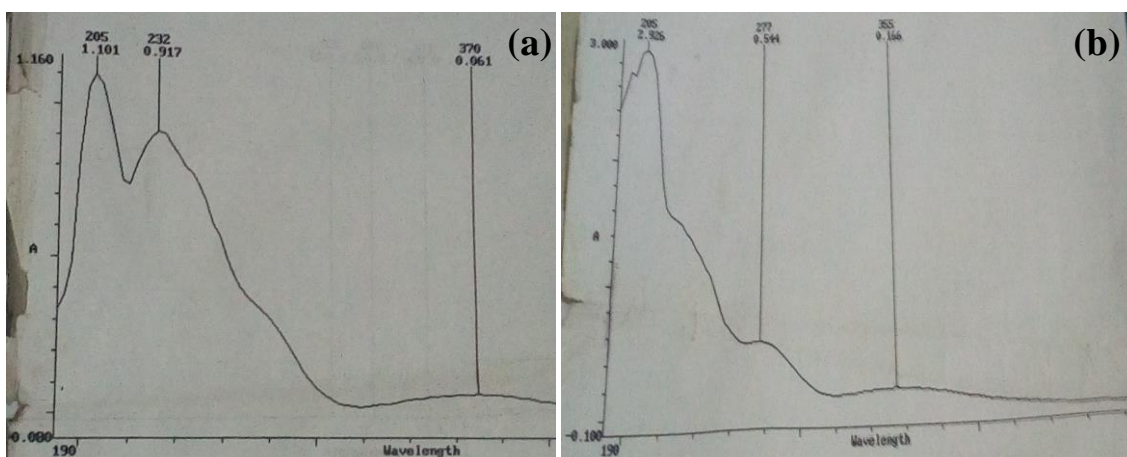 (a)
205 232 370
1.101 0.917 0.061
1.160
A
0.000
190 Wavelength
(b)
205 277 355
2.926 0.544 0.166
3.000
A
-0.100
190 Wavelength